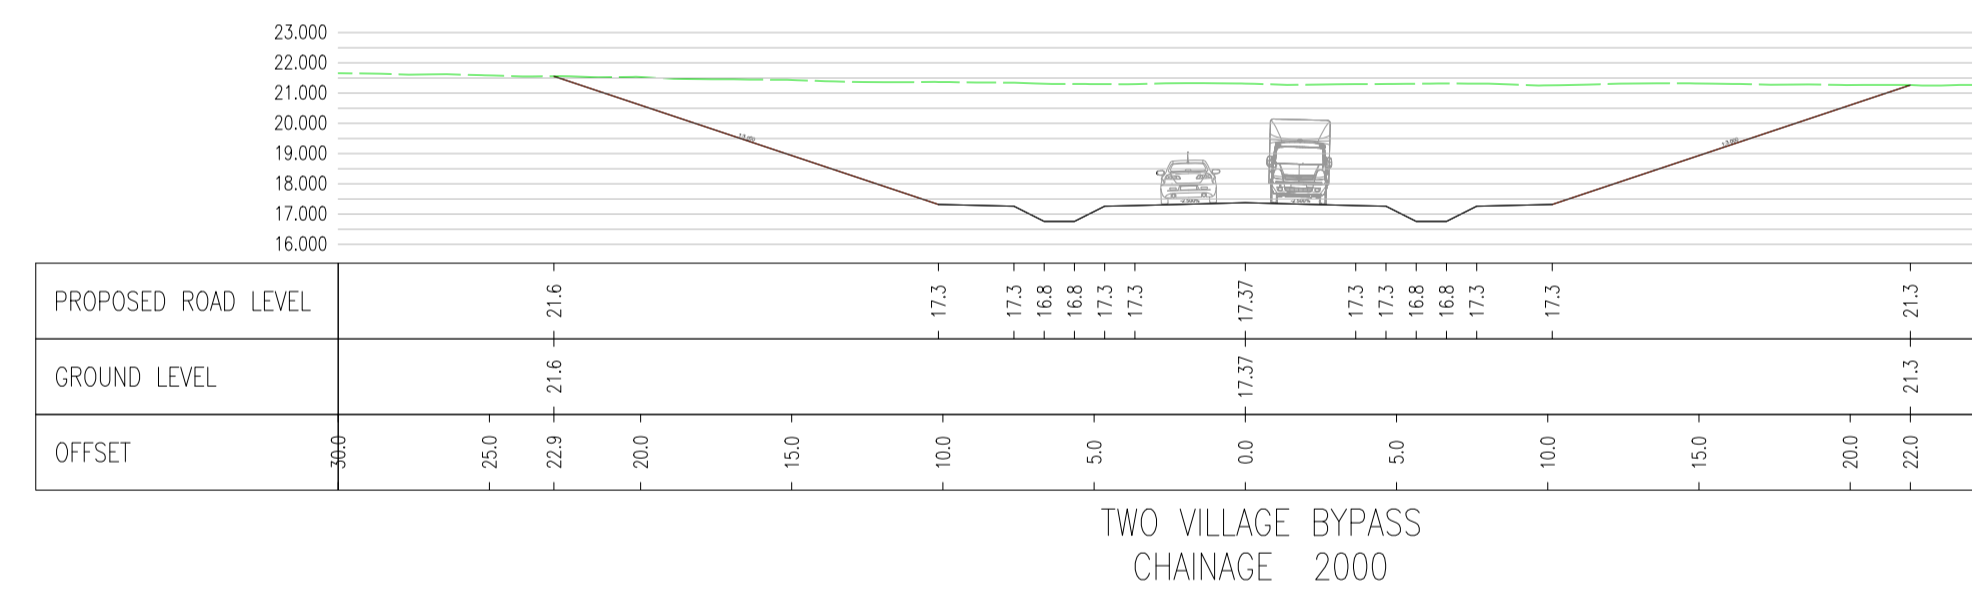 23.000
22.000
21.000
20.000
19.000
18.000
17.000
16.000
PROPOSED ROAD LEVEL 21.6 17.3 17.3 16.8 16.8 17.3 17.3 17.37 17.3 17.3 16.8 16.8 17.3 17.3 21.3
GROUND LEVEL 21.6 17.37 21.3
OFFSET 30.0 25.0 22.9 20.0 15.0 10.0 5.0 0.0 5.0 10.0 15.0 20.0 22.0
TWO VILLAGE BYPASS
CHAINAGE 2000